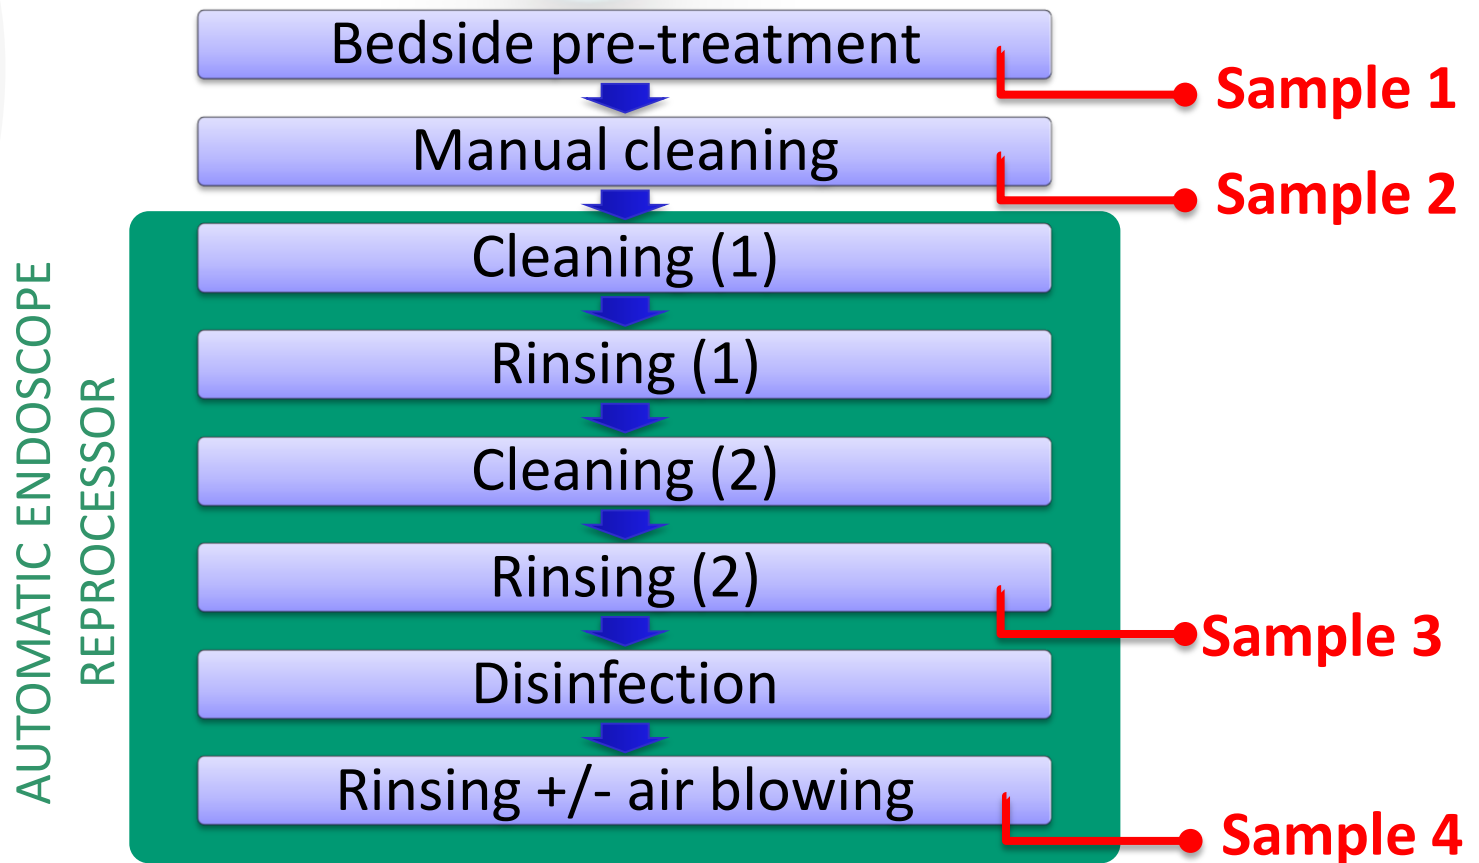 Bedside pre-treatment
Sample 1
Manual cleaning
Sample 2
AUTOMATIC ENDOSCOPE
REPROCESSOR
Cleaning (1)
Rinsing (1)
Cleaning (2)
Rinsing (2)
Sample 3
Disinfection
Rinsing +/- air blowing
Sample 4